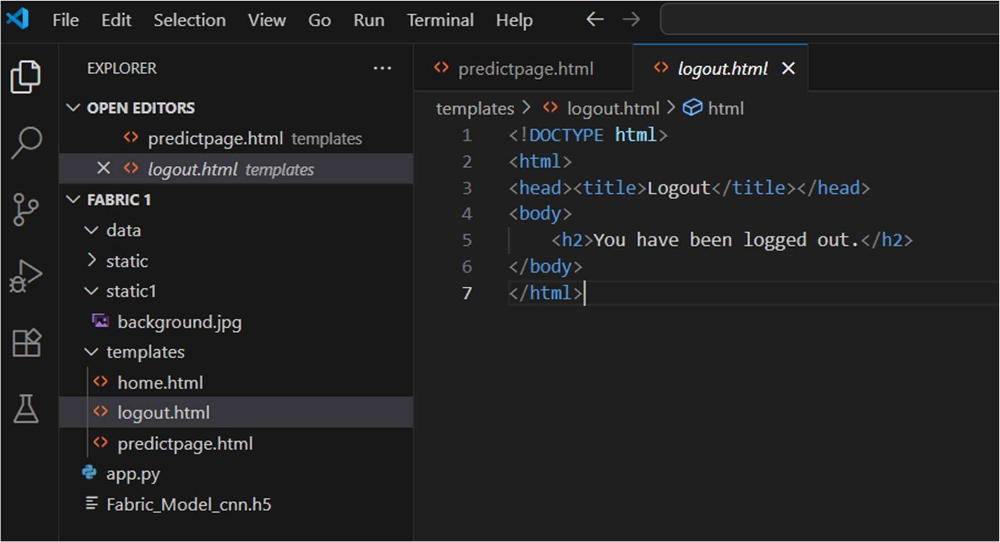 File Edit Selection View Go Run Terminal Help
EXPLORER
OPEN EDITORS
predictpage.html templates
logout.html templates
FABRIC 1
data
static
static1
background.jpg
templates
home.html
logout.html
predictpage.html
app.py
Fabric_Model_cnn.h5
predictpage.html logout.html
templates > logout.html > html
1 <!DOCTYPE html>
2 <html>
3 <head><title>Logout</title></head>
4 <body>
5     <h2>You have been logged out.</h2>
6 </body>
7 </html>